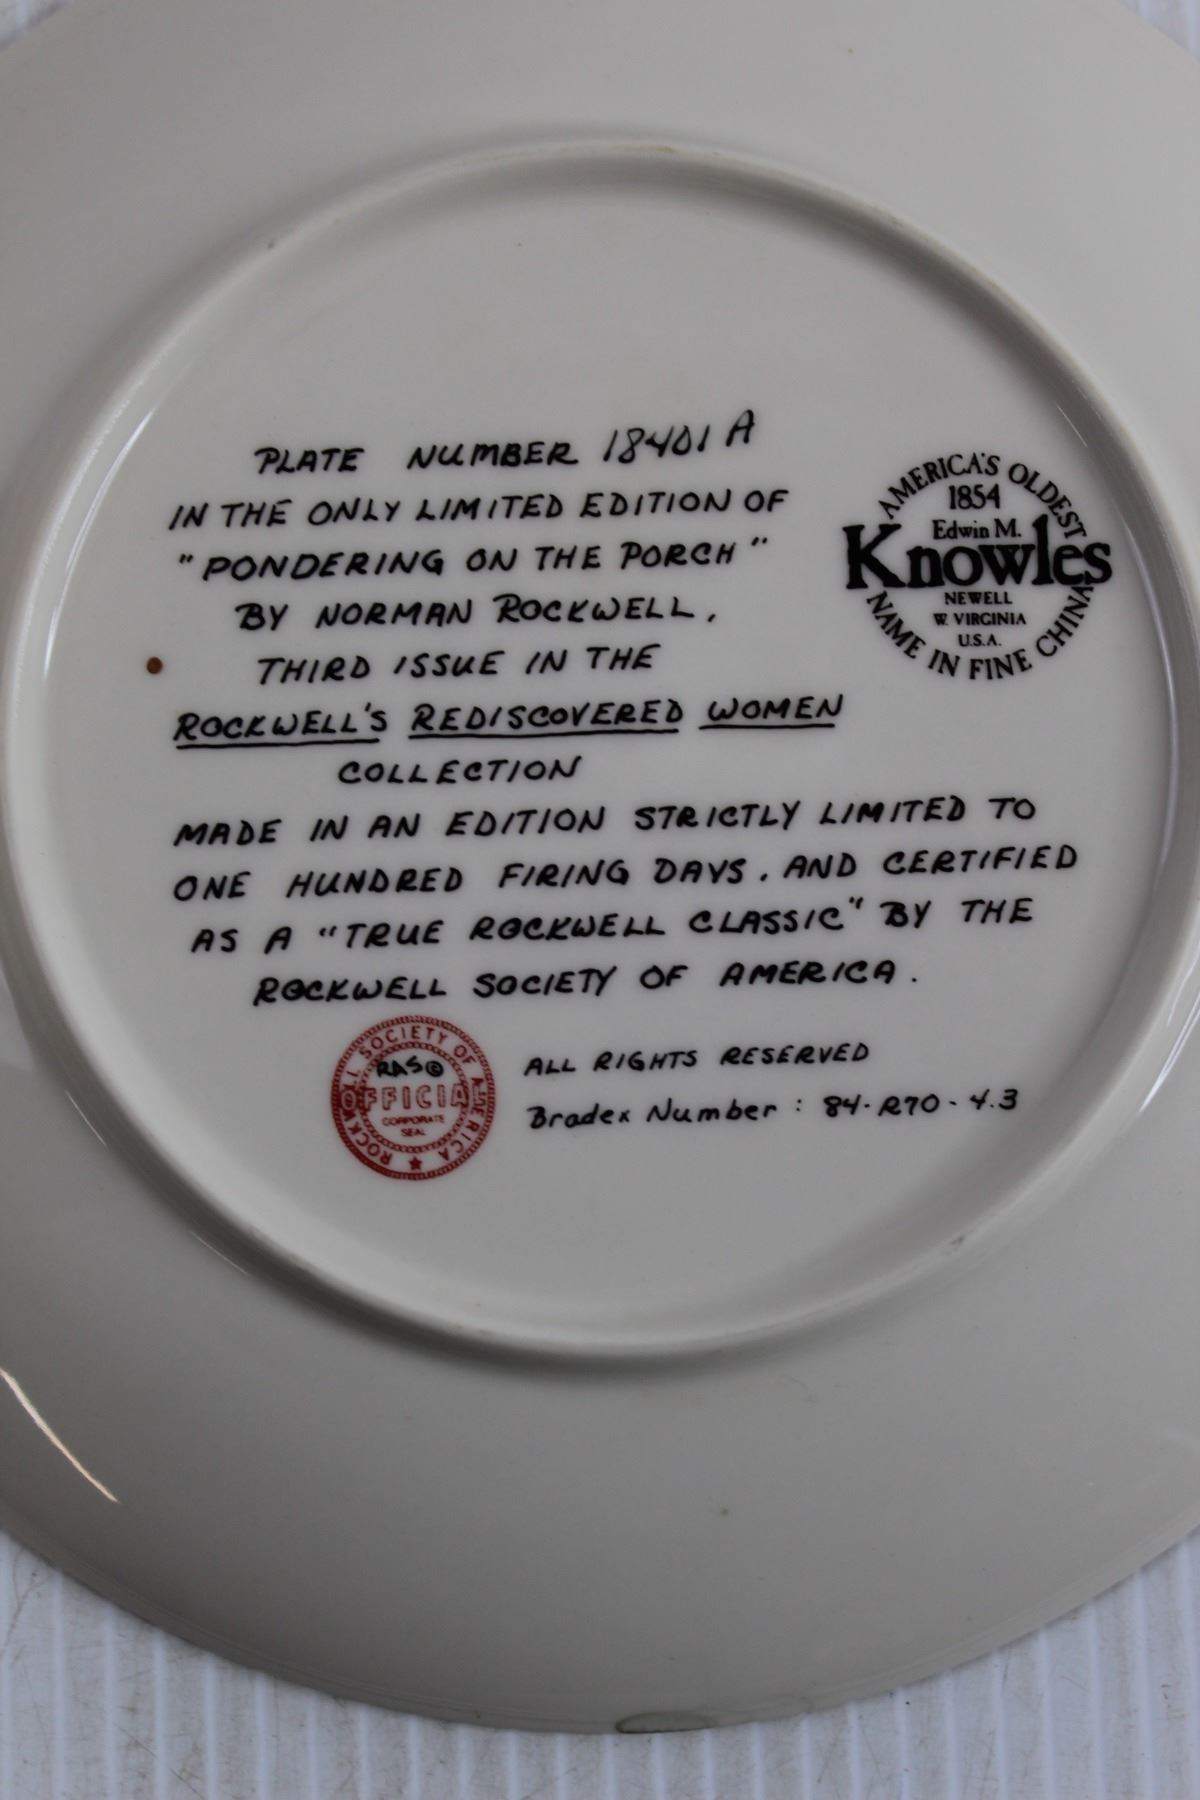 PLATE NUMBER 18401 A
IN THE ONLY LIMITED EDITION OF
"PONDERING ON THE PORCH"
BY NORMAN ROCKWELL,
THIRD ISSUE IN THE
ROCKWELL'S REDISCOVERED WOMEN
COLLECTION
MADE IN AN EDITION STRICTLY LIMITED TO
ONE HUNDRED FIRING DAYS, AND CERTIFIED
AS A "TRUE ROCKWELL CLASSIC" BY THE
ROCKWELL SOCIETY OF AMERICA.
AMERICA'S OLDEST
1854
Edwin M.
Knowles
NEWELL
W. VIRGINIA
U.S.A.
NAME IN FINE CHINA
ROCKWELL SOCIETY OF AMERICA
RAS©
OFFICIAL
CORPORATE
SEAL
ALL RIGHTS RESERVED
Bradex Number: 84-R70-4.3